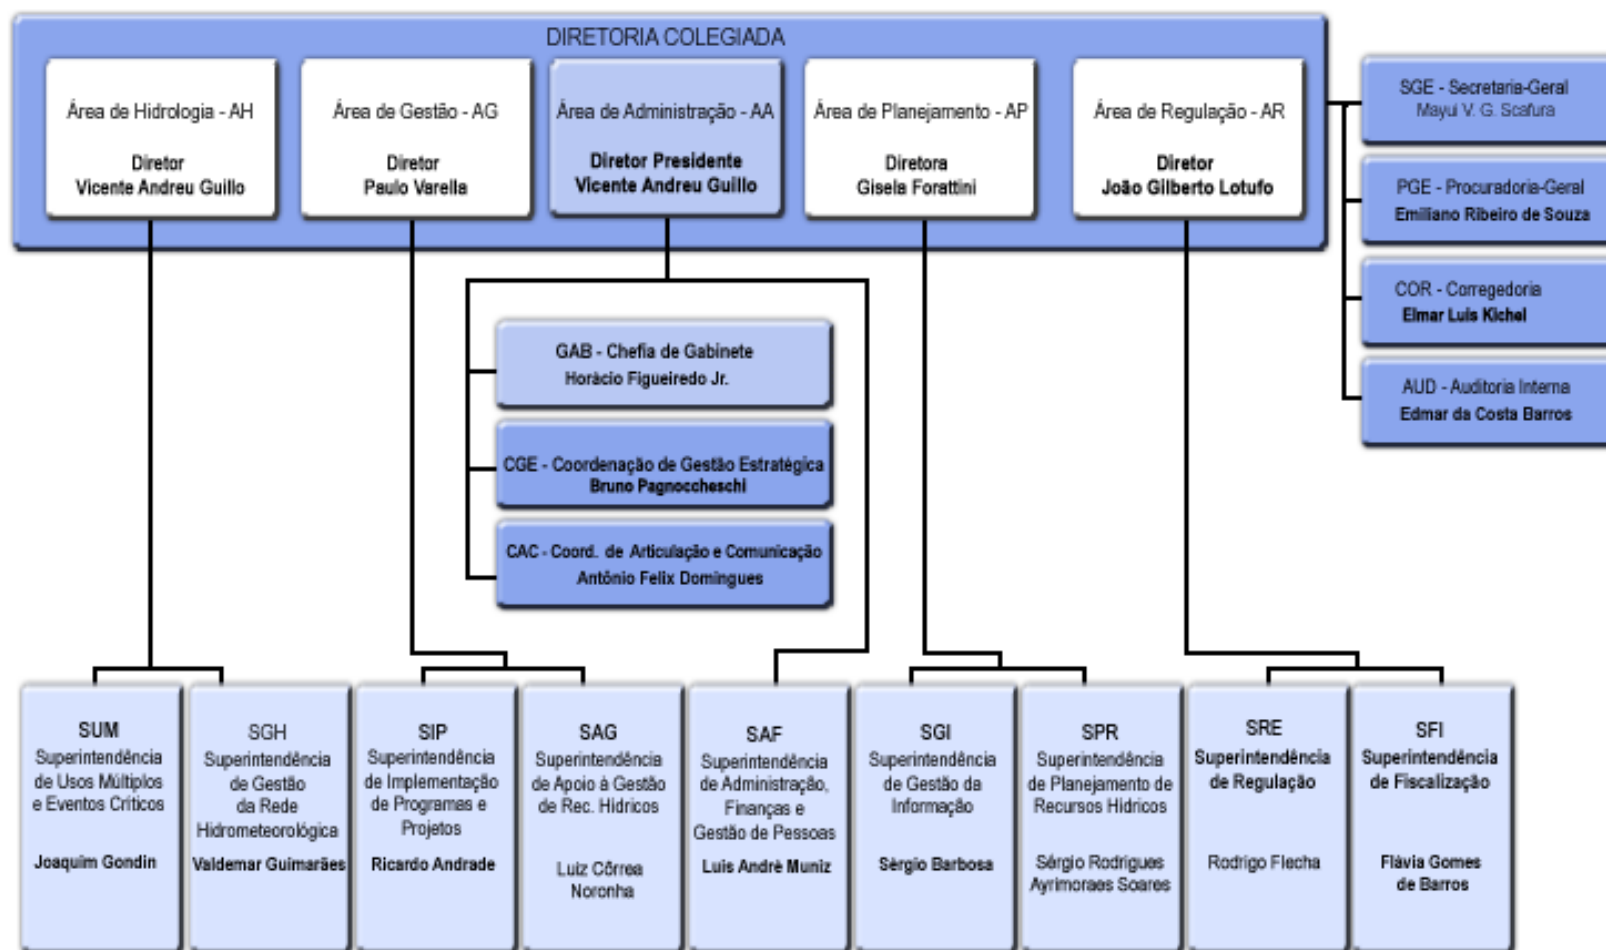 DIRETORIA COLEGIADA
Área de Hidrologia - AH
Diretor
Vicente Andreu Guillo
Área de Gestão - AG
Diretor
Paulo Varella
Área de Administração - AA
Diretor Presidente
Vicente Andreu Guillo
Área de Planejamento - AP
Diretora
Gisela Forattini
Área de Regulação - AR
Diretor
João Gilberto Lotufo
SGE - Secretaria-Geral
Mayui V. G. Scafura
PGE - Procuradoria-Geral
Emiliano Ribeiro de Souza
COR - Corregedoria
Elmar Luis Kichel
AUD - Auditoria Interna
Edmar da Costa Barros
GAB - Chefia de Gabinete
Horácio Figueiredo Jr.
CGE - Coordenação de Gestão Estratégica
Bruno Pagnoccheschi
CAC - Coord. de Articulação e Comunicação
Antônio Felix Domingues
SUM
Superintendência
de Usos Múltiplos
e Eventos Críticos
Joaquim Gondin
SGH
Superintendência
de Gestão
da Rede
Hidrometeorológica
Valdemar Guimarães
SIP
Superintendência
de Implementação
de Programas e
Projetos
Ricardo Andrade
SAG
Superintendência
de Apoio à Gestão
de Rec. Hídricos
Luiz Côrrea
Noronha
SAF
Superintendência
de Administração,
Finanças e
Gestão de Pessoas
Luis Andrè Muniz
SGI
Superintendência
de Gestão da
Informação
Sèrgio Barbosa
SPR
Superintendência
de Planejamento de
Recursos Hídricos
Sérgio Rodrigues
Ayrimoraes Soares
SRE
Superintendência
de Regulação
Rodrigo Flecha
SFI
Superintendência
de Fiscalização
Flávia Gomes
de Barros